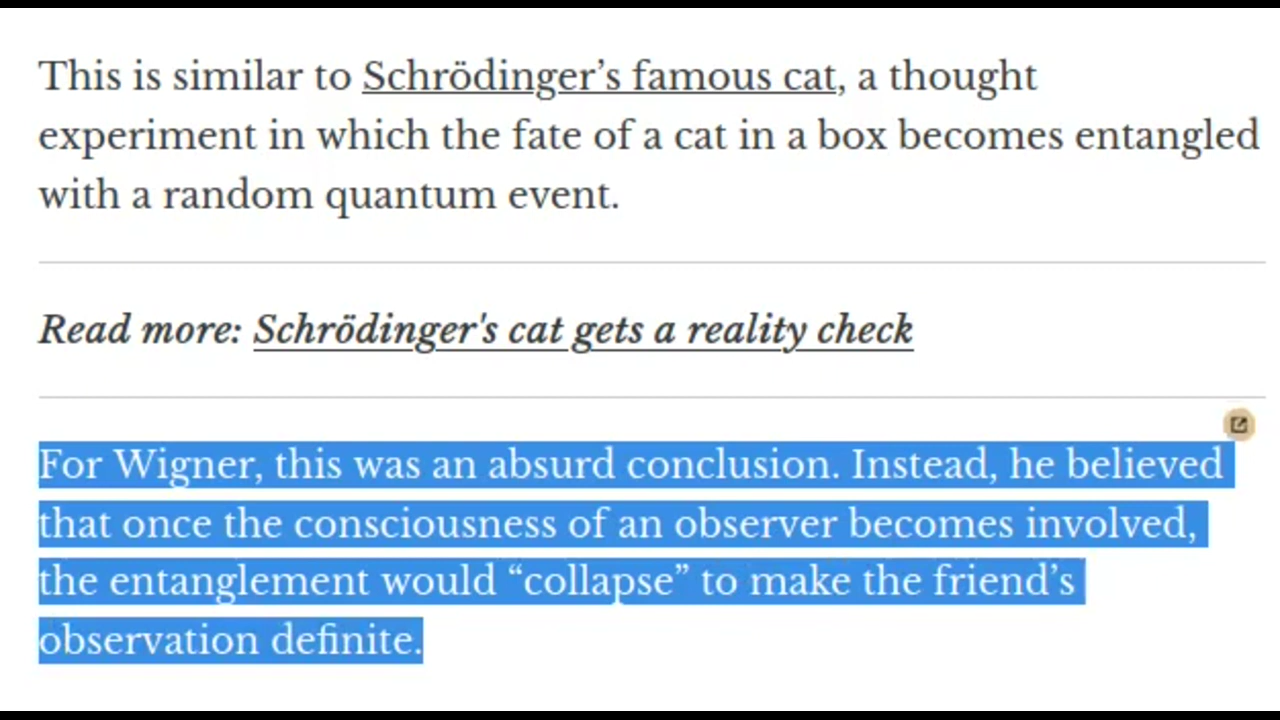 This is similar to Schrödinger’s famous cat, a thought
experiment in which the fate of a cat in a box becomes entangled
with a random quantum event.
Read more: Schrödinger's cat gets a reality check
For Wigner, this was an absurd conclusion. Instead, he believed
that once the consciousness of an observer becomes involved,
the entanglement would “collapse” to make the friend’s
observation definite.